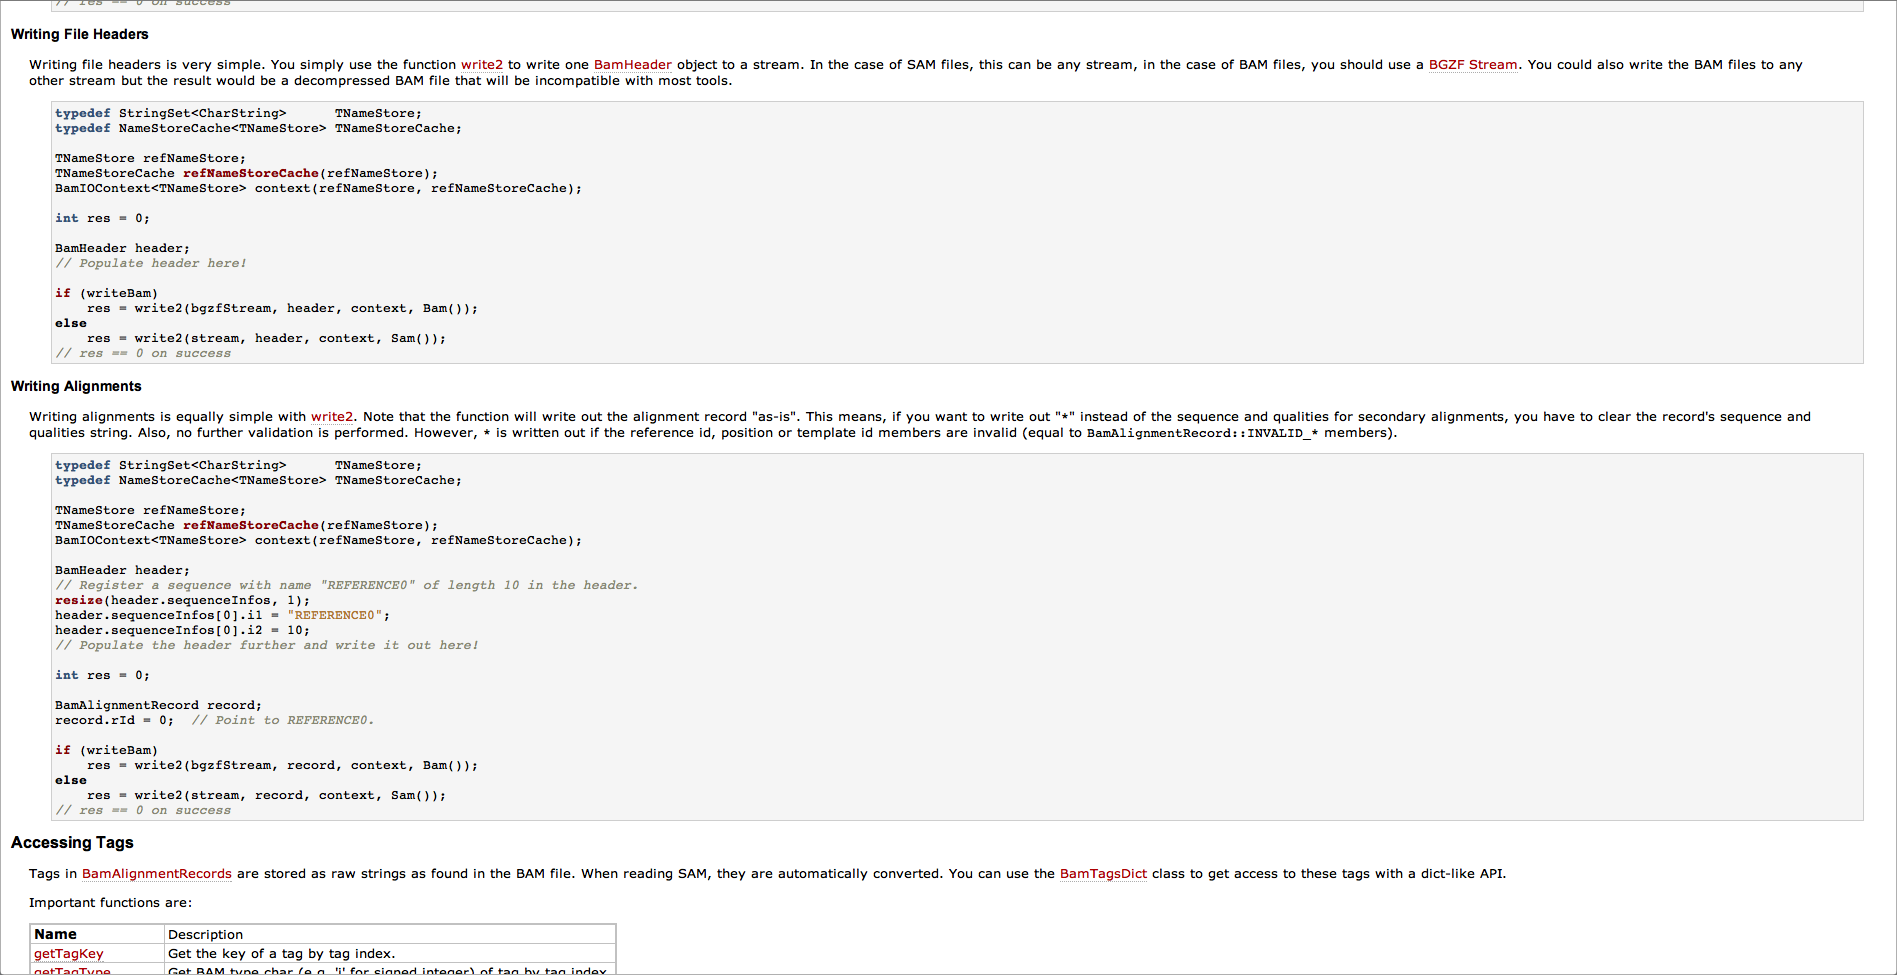 // res == 0 on success
Writing File Headers
Writing file headers is very simple. You simply use the function write2 to write one BamHeader object to a stream. In the case of SAM files, this can be any stream, in the case of BAM files, you should use a BGZF Stream. You could also write the BAM files to any
other stream but the result would be a decompressed BAM file that will be incompatible with most tools.
typedef StringSet<CharString>      TNameStore;
typedef NameStoreCache<TNameStore> TNameStoreCache;
TNameStore refNameStore;
TNameStoreCache refNameStoreCache(refNameStore);
BamIOContext<TNameStore> context(refNameStore, refNameStoreCache);
int res = 0;
BamHeader header;
// Populate header here!
if (writeBam)
    res = write2(bgzfStream, header, context, Bam());
else
    res = write2(stream, header, context, Sam());
// res == 0 on success
Writing Alignments
Writing alignments is equally simple with write2. Note that the function will write out the alignment record "as-is". This means, if you want to write out "*" instead of the sequence and qualities for secondary alignments, you have to clear the record's sequence and
qualities string. Also, no further validation is performed. However, * is written out if the reference id, position or template id members are invalid (equal to BamAlignmentRecord::INVALID_* members).
typedef StringSet<CharString>      TNameStore;
typedef NameStoreCache<TNameStore> TNameStoreCache;
TNameStore refNameStore;
TNameStoreCache refNameStoreCache(refNameStore);
BamIOContext<TNameStore> context(refNameStore, refNameStoreCache);
BamHeader header;
// Register a sequence with name "REFERENCE0" of length 10 in the header.
resize(header.sequenceInfos, 1);
header.sequenceInfos[0].i1 = "REFERENCE0";
header.sequenceInfos[0].i2 = 10;
// Populate the header further and write it out here!
int res = 0;
BamAlignmentRecord record;
record.rId = 0;  // Point to REFERENCE0.
if (writeBam)
    res = write2(bgzfStream, record, context, Bam());
else
    res = write2(stream, record, context, Sam());
// res == 0 on success
Accessing Tags
Tags in BamAlignmentRecords are stored as raw strings as found in the BAM file. When reading SAM, they are automatically converted. You can use the BamTagsDict class to get access to these tags with a dict-like API.
Important functions are:
Name Description
getTagKey Get the key of a tag by tag index.
getTagType Get BAM type char (e.g. 'i' for signed integer) of tag by tag index